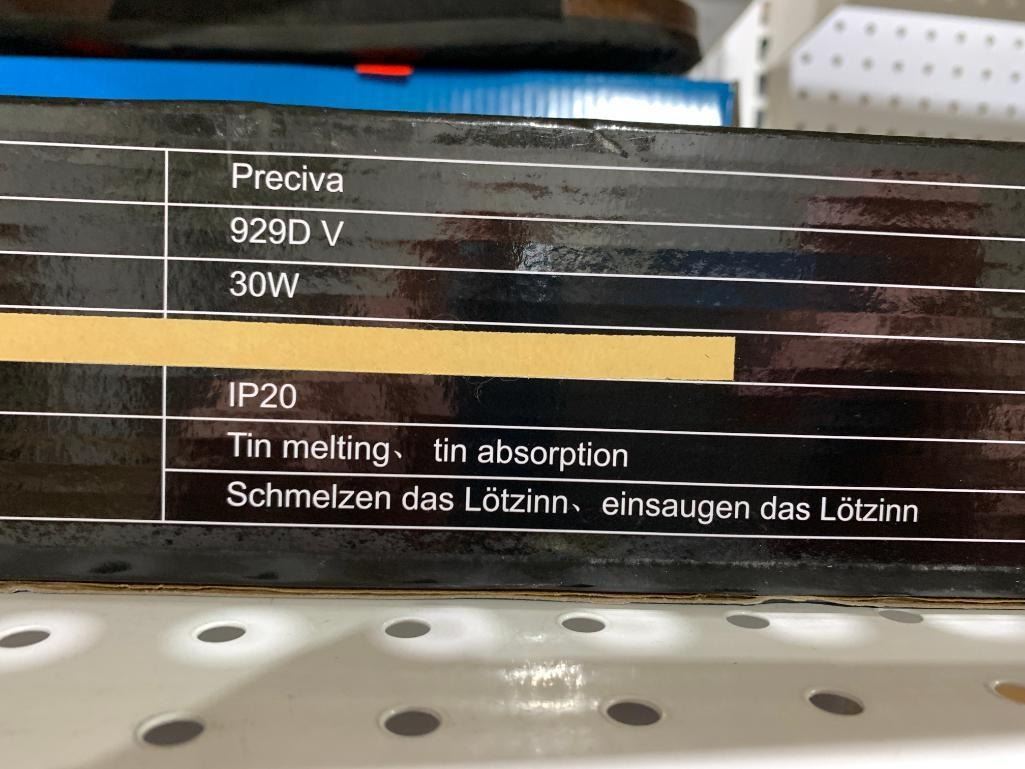 Preciva
929D V
30W
IP20
Tin melting、 tin absorption
Schmelzen das Lötzinn、 einsaugen das Lötzinn